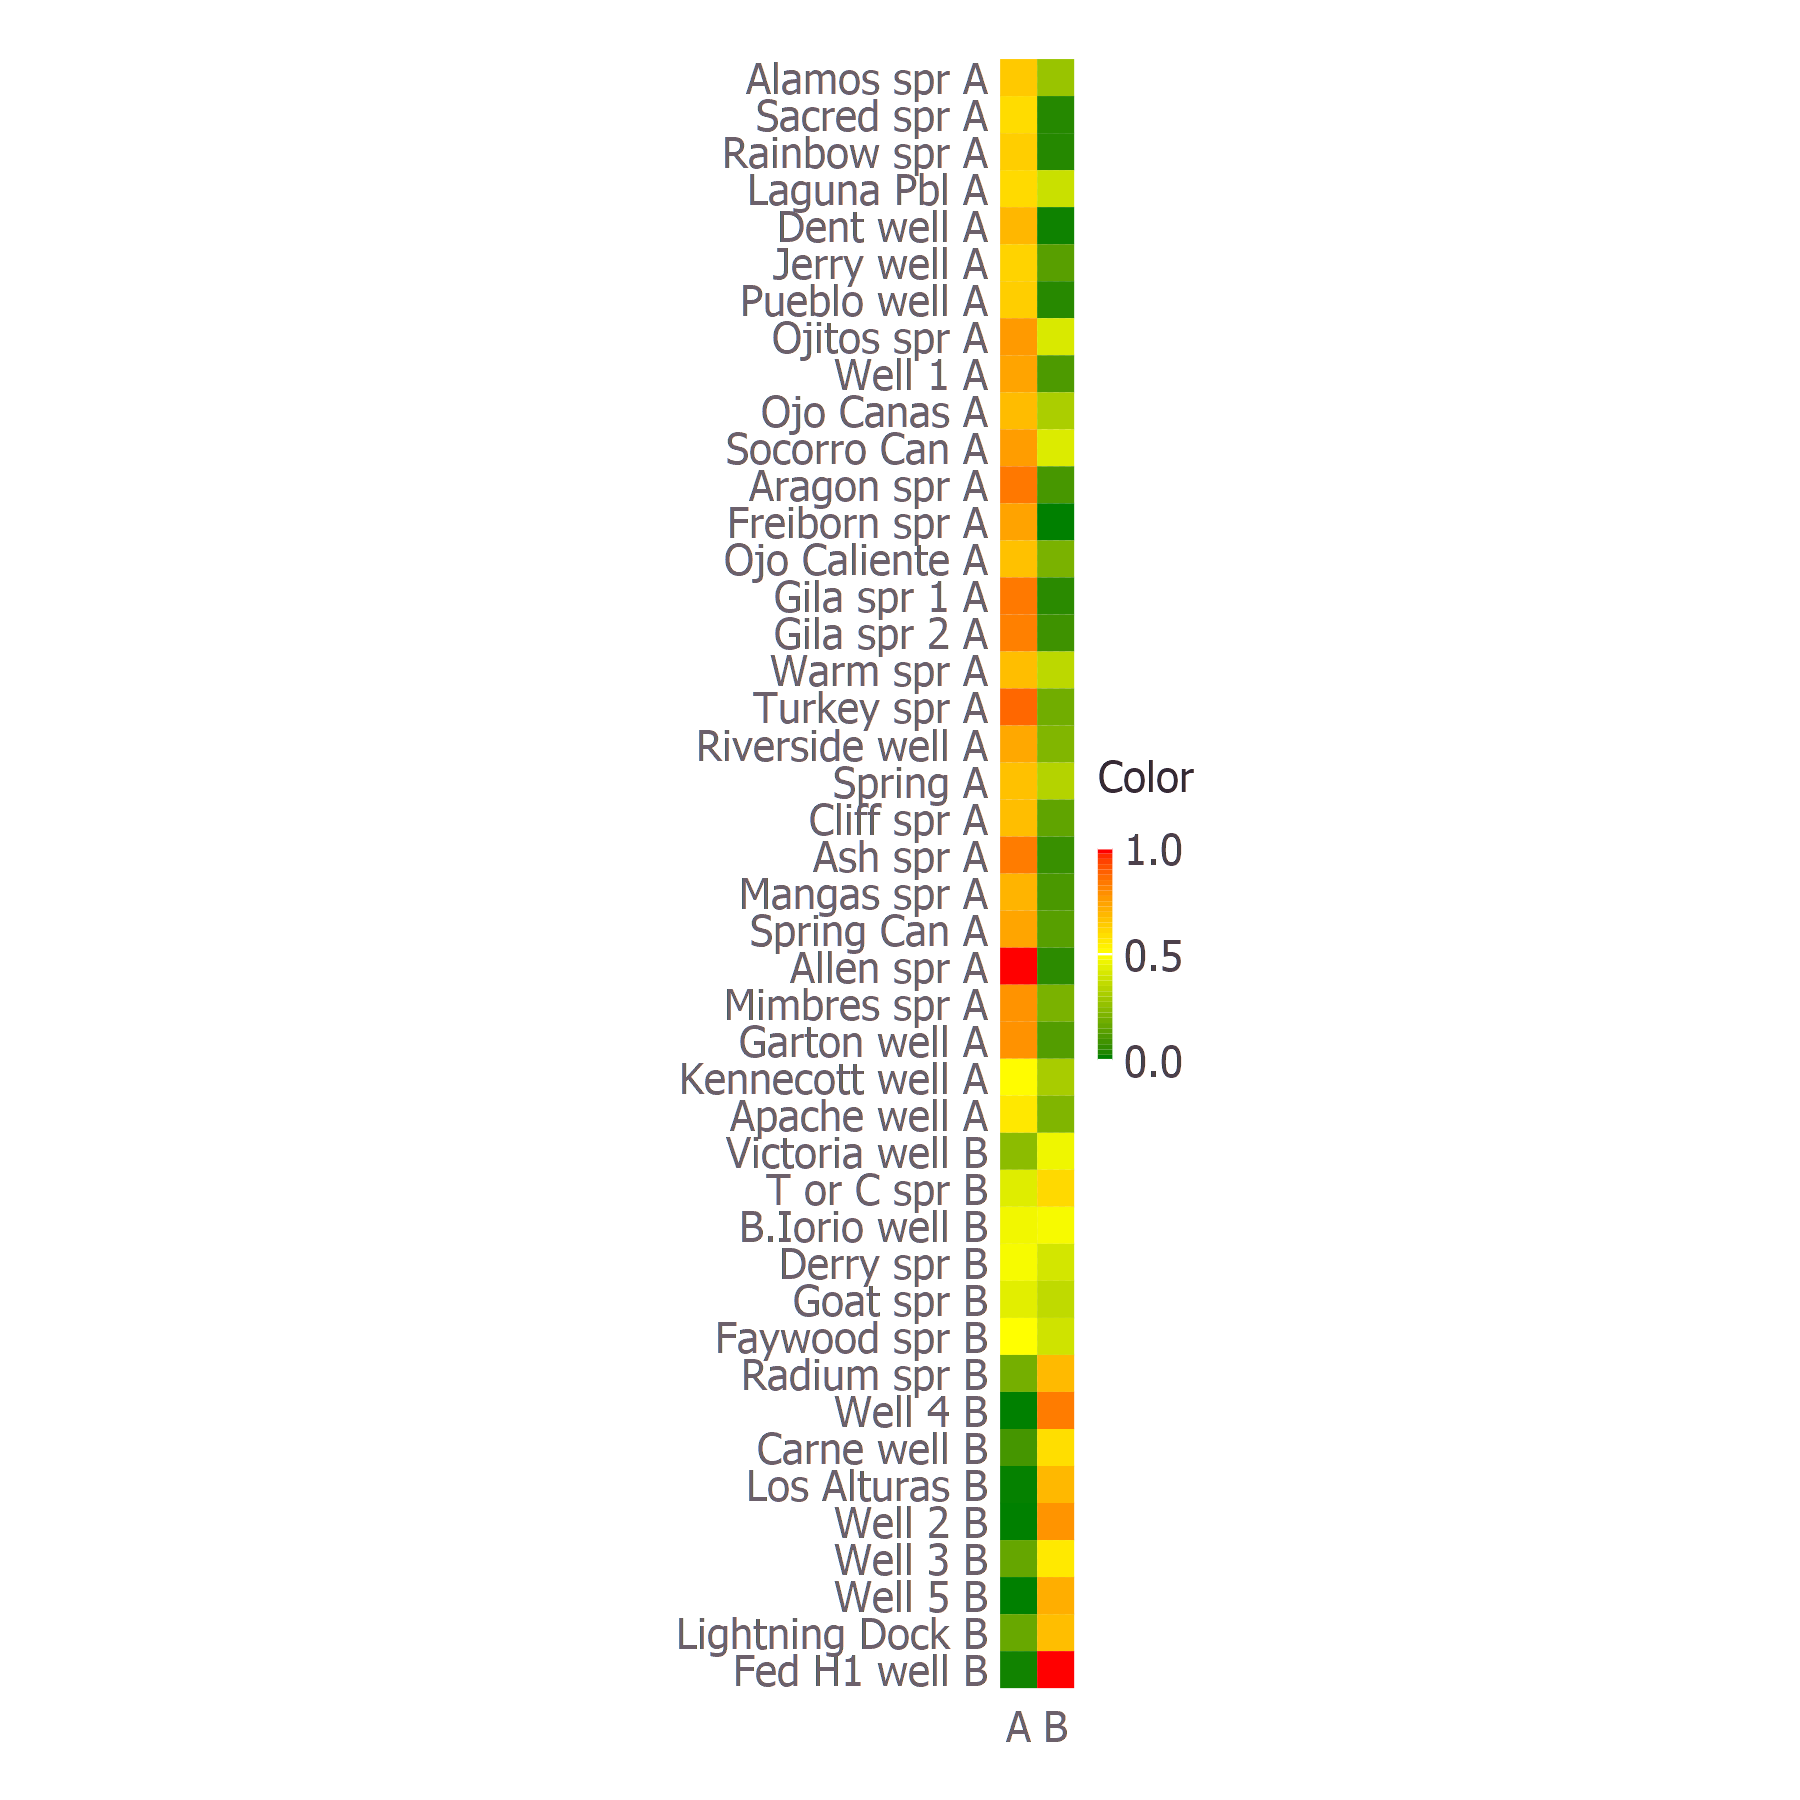 Alamos spr A
Sacred spr A
Rainbow spr A
Laguna Pbl A
Dent well A
Jerry well A
Pueblo well A
Ojitos spr A
Well 1 A
Ojo Canas A
Socorro Can A
Aragon spr A
Freiborn spr A
Ojo Caliente A
Gila spr 1 A
Gila spr 2 A
Warm spr A
Turkey spr A
Riverside well A
Spring A
Cliff spr A
Ash spr A
Mangas spr A
Spring Can A
Allen spr A
Mimbres spr A
Garton well A
Kennecott well A
Apache well A
Victoria well B
T or C spr B
B.Iorio well B
Derry spr B
Goat spr B
Faywood spr B
Radium spr B
Well 4 B
Carne well B
Los Alturas B
Well 2 B
Well 3 B
Well 5 B
Lightning Dock B
Fed H1 well B
A B
Color
1.0
0.5
0.0